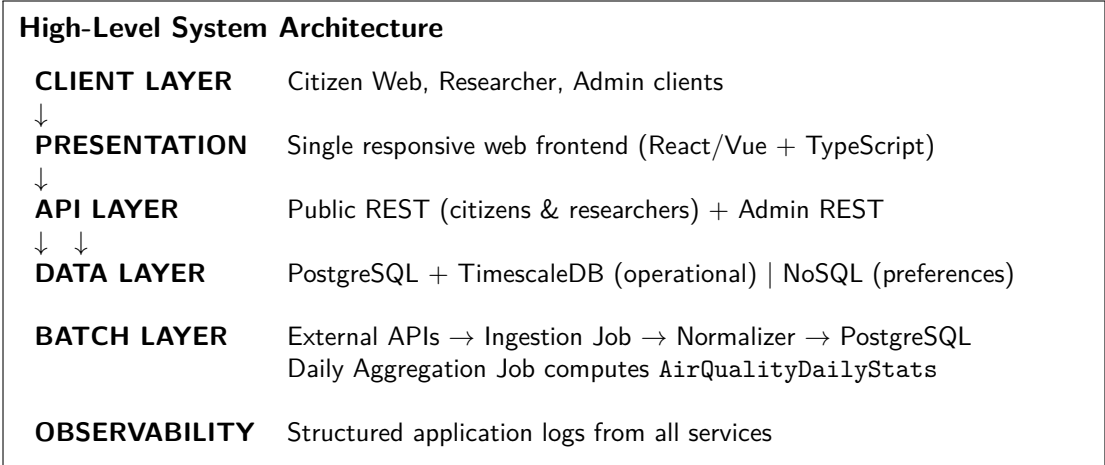 High-Level System Architecture
CLIENT LAYER Citizen Web, Researcher, Admin clients
↓
PRESENTATION Single responsive web frontend (React/Vue + TypeScript)
↓
API LAYER Public REST (citizens & researchers) + Admin REST
↓ ↓
DATA LAYER PostgreSQL + TimescaleDB (operational) | NoSQL (preferences)
BATCH LAYER External APIs → Ingestion Job → Normalizer → PostgreSQL
Daily Aggregation Job computes AirQualityDailyStats
OBSERVABILITY Structured application logs from all services